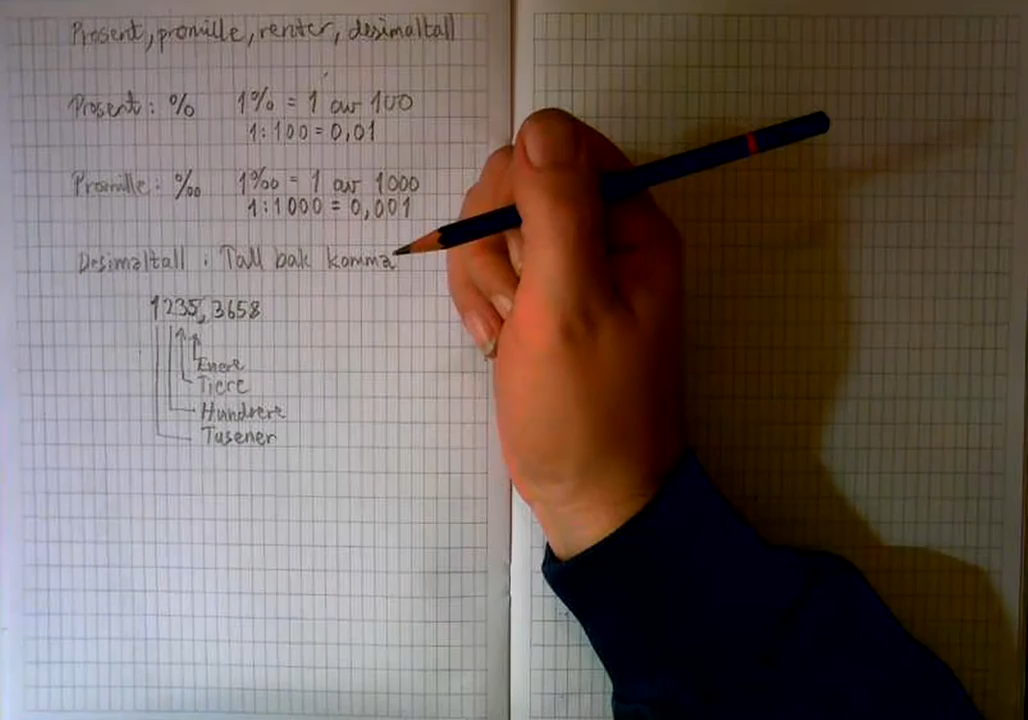 Prosent, promille, renter, desimaltall
Prosent: % 1% = 1 av 100
1:100 = 0,01
Promille: ‰ 1‰ = 1 av 1000
1:1000 = 0,001
Desimaltall : Tall bak komma
1235,3658
Enere
Tiere
Hundrere
Tusener